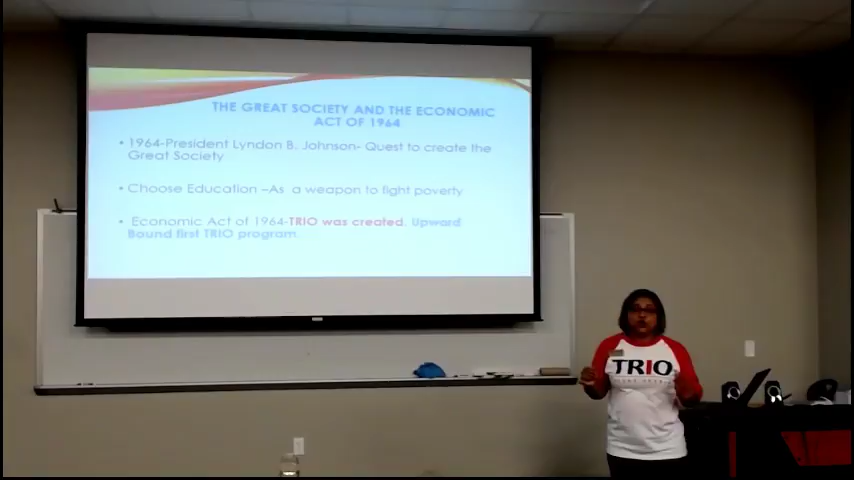 THE GREAT SOCIETY AND THE ECONOMIC
ACT OF 1964
• 1964-President Lyndon B. Johnson- Quest to create the
Great Society
• Choose Education –As a weapon to fight poverty
• Economic Act of 1964-TRIO was created. Upward
Bound first TRIO program.
TRIO